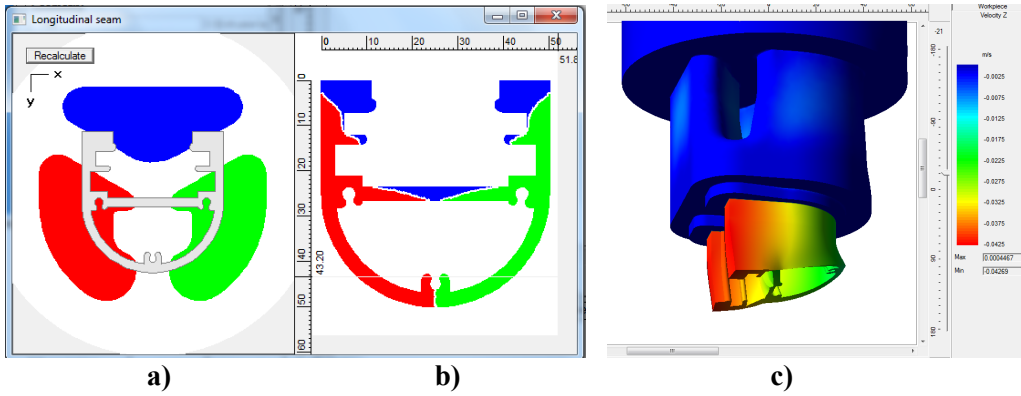 Longitudinal seam
Recalculate
x
y
0 10 20 30 40 50
51.8
0
10
20
30
40
50
60
43.20
Workpiece
Velocity Z
-21
m/s
-0.0025
-0.0075
-0.0125
-0.0175
-0.0225
-0.0275
-0.0325
-0.0375
-0.0425
Max -0.0004467
Min -0.04269
-180
-90
0
90
180
a) b) c)